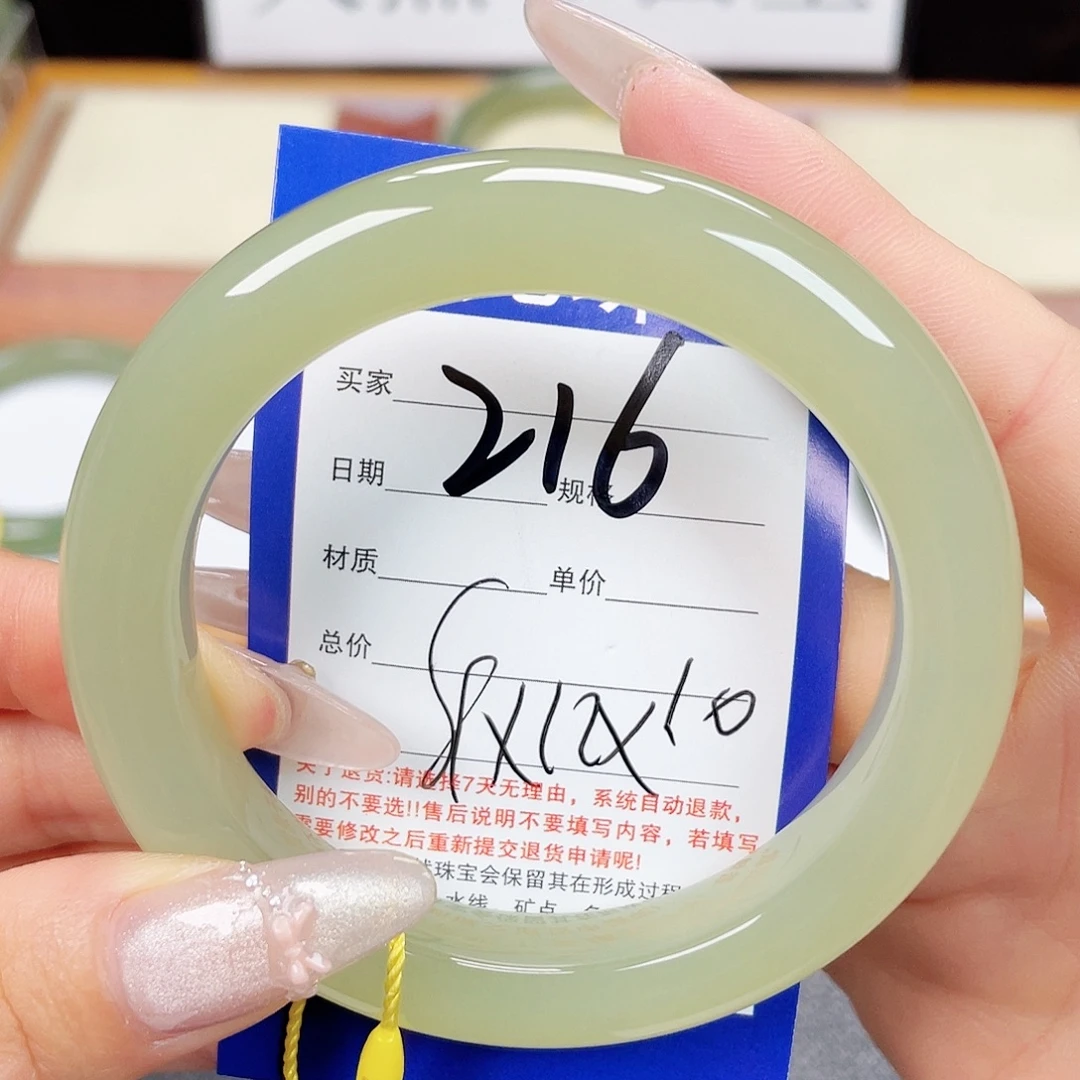 买家 216
日期 规格
材质 单价
总价
8x12x10
关于退货:请选择7天无理由，系统自动退款，
别的不要选!!售后说明不要填写内容，若填写
需要修改之后重新提交退货申请呢!
珠宝会保留其在形成过程
水线、矿点、